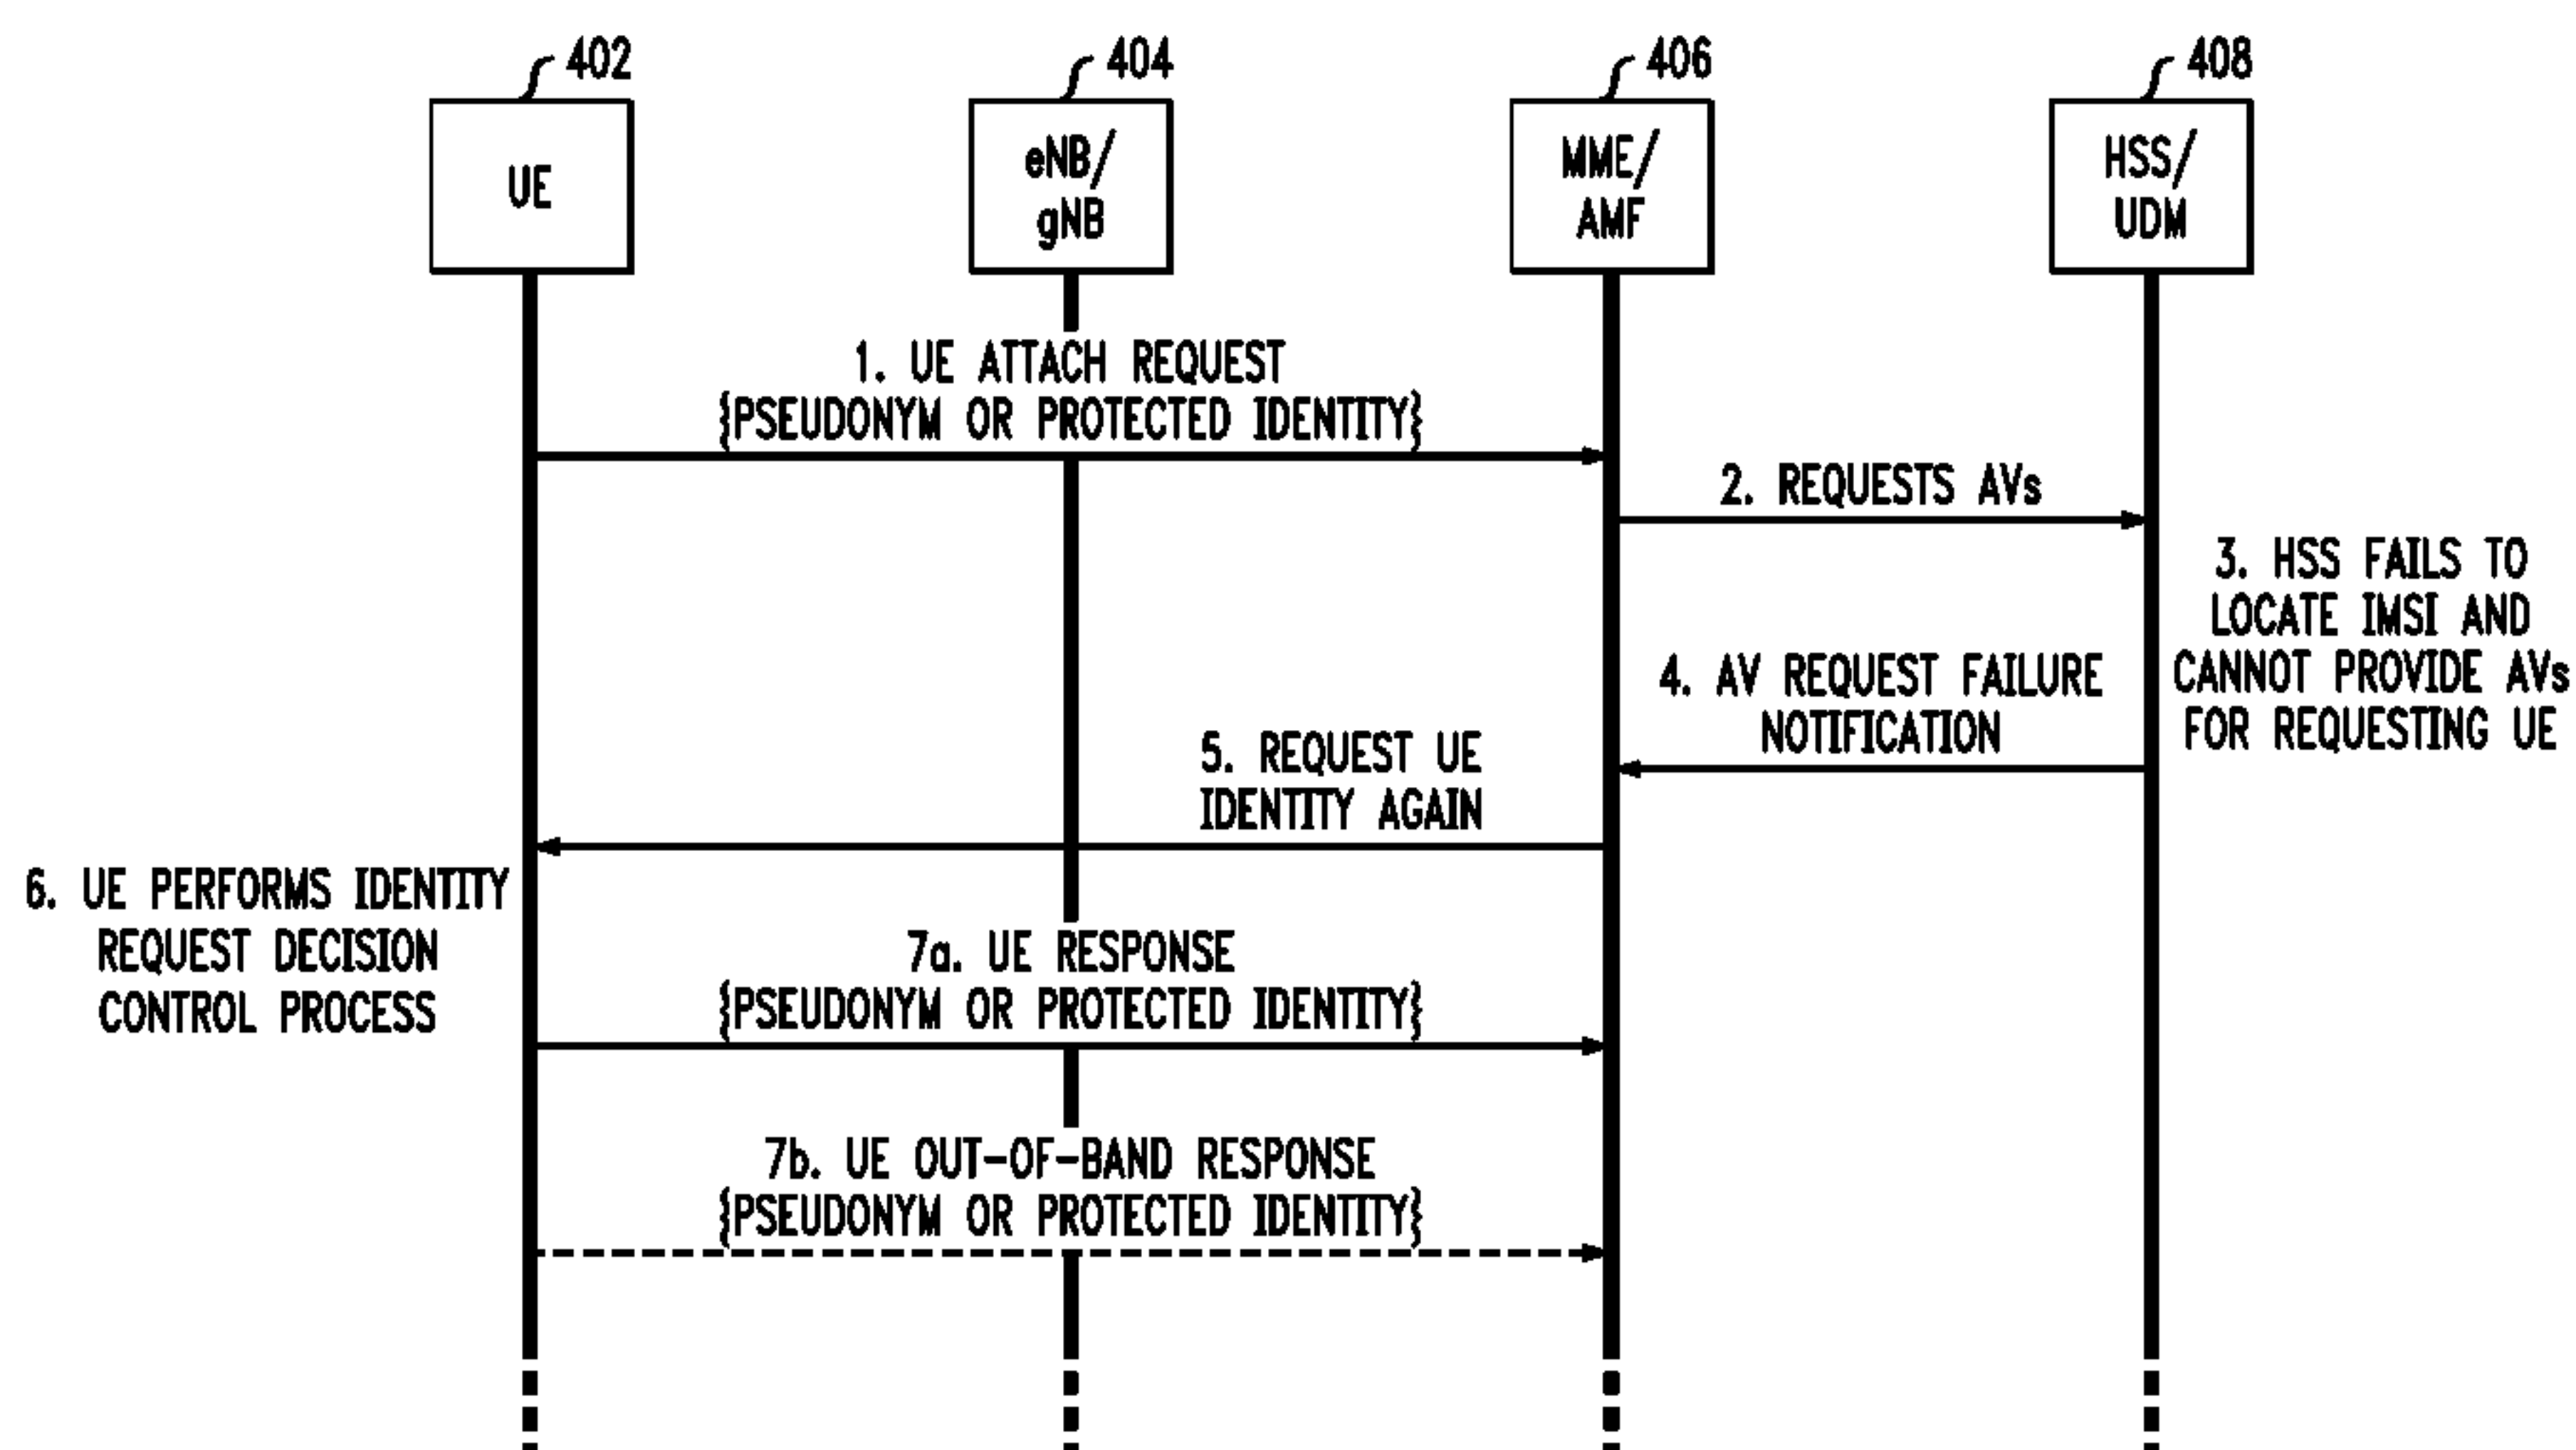 402
404
406
408
UE
eNB/
gNB
MME/
AMF
HSS/
UDM
1. UE ATTACH REQUEST
{PSEUDONYM OR PROTECTED IDENTITY}
2. REQUESTS AVs
3. HSS FAILS TO
LOCATE IMSI AND
CANNOT PROVIDE AVs
FOR REQUESTING UE
4. AV REQUEST FAILURE
NOTIFICATION
5. REQUEST UE
IDENTITY AGAIN
6. UE PERFORMS IDENTITY
REQUEST DECISION
CONTROL PROCESS
7a. UE RESPONSE
{PSEUDONYM OR PROTECTED IDENTITY}
7b. UE OUT-OF-BAND RESPONSE
{PSEUDONYM OR PROTECTED IDENTITY}